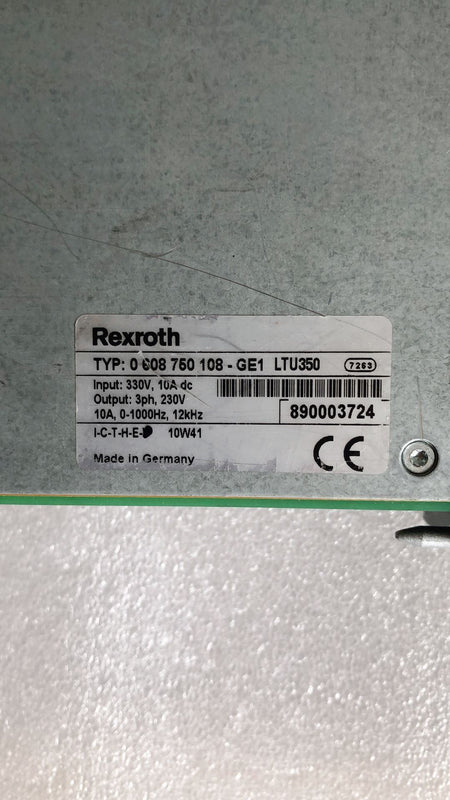 Rexroth
TYP: 0 608 750 108 - GE1 LTU350 7263
Input: 330V, 10A dc
Output: 3ph, 230V
10A, 0-1000Hz, 12kHz
890003724
I-C-T-H-E- 10W41
Made in Germany
CE